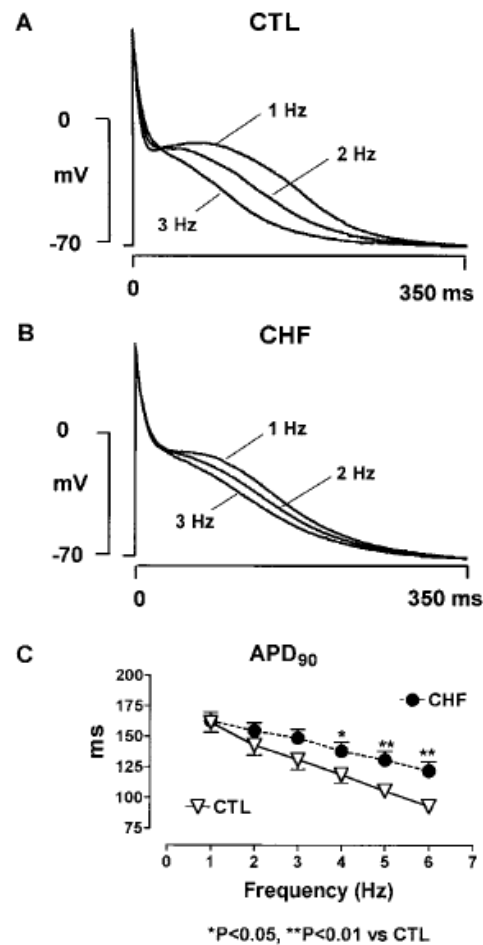 A
CTL
0
mV
-70
1 Hz
2 Hz
3 Hz
0
350 ms
B
CHF
0
mV
-70
1 Hz
2 Hz
3 Hz
0
350 ms
C
APD90
200
175
150
125
100
75
ms
CHF
* ** **
CTL
0 1 2 3 4 5 6 7
Frequency (Hz)
*P<0.05, **P<0.01 vs CTL